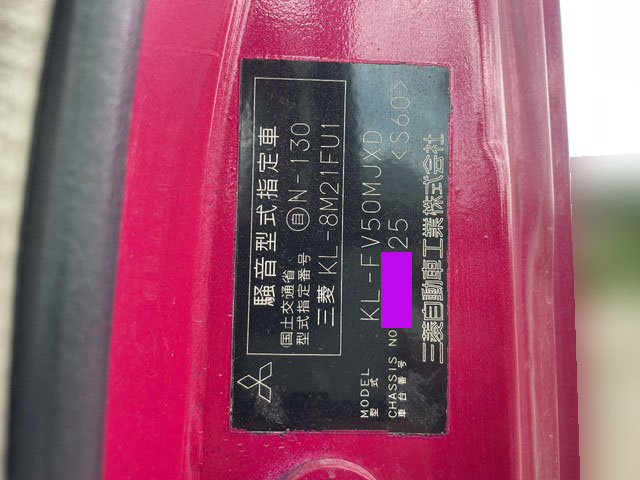 騒音型式指定車
国土交通省
型式指定番号 自N-130
三菱 KL-8M21FU1
MODEL
型式 KL-FV50MJXD
CHASSIS NO
車台番号 25 <S60>
三菱自動車工業株式会社